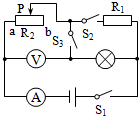 P R₁
a R₂ b S₂
S₃
V
A S₁